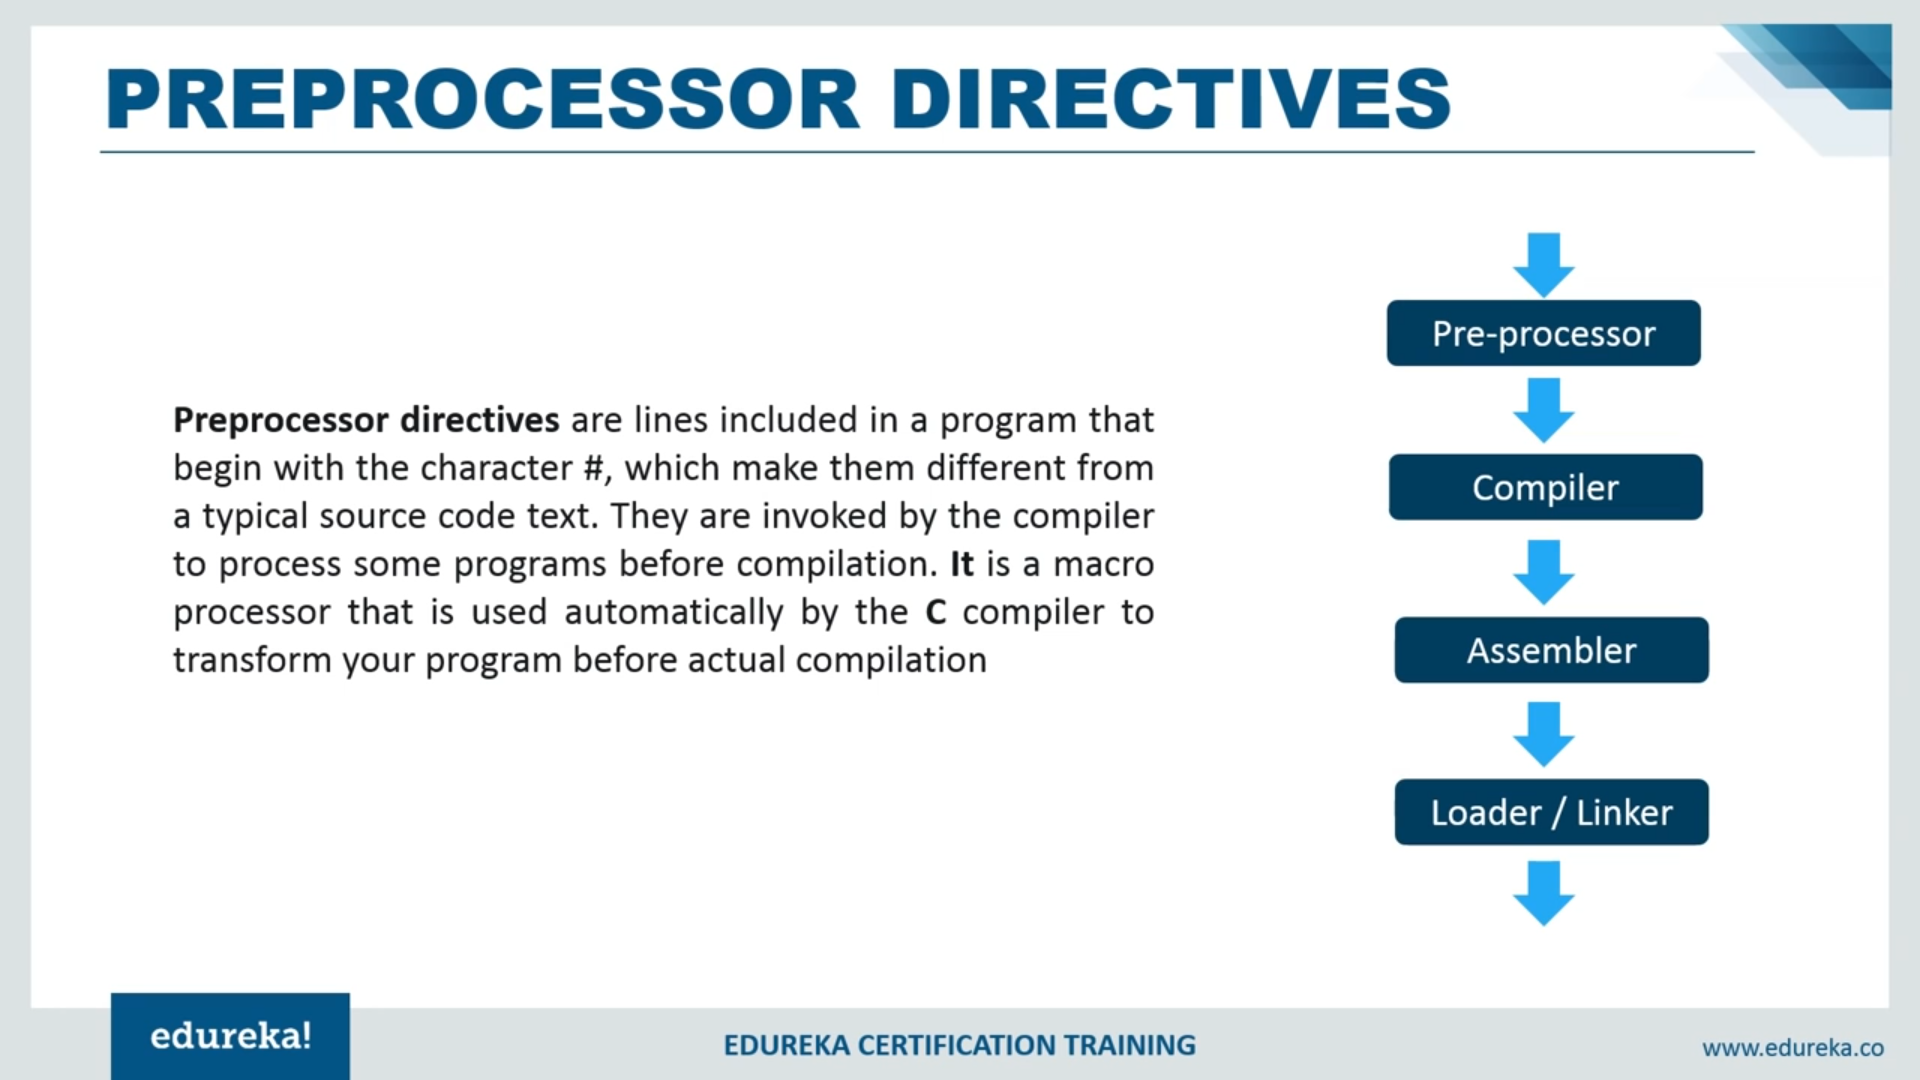 PREPROCESSOR DIRECTIVES
Preprocessor directives are lines included in a program that
begin with the character #, which make them different from
a typical source code text. They are invoked by the compiler
to process some programs before compilation. It is a macro
processor that is used automatically by the C compiler to
transform your program before actual compilation
Pre-processor
Compiler
Assembler
Loader / Linker
edureka!
EDUREKA CERTIFICATION TRAINING
www.edureka.co